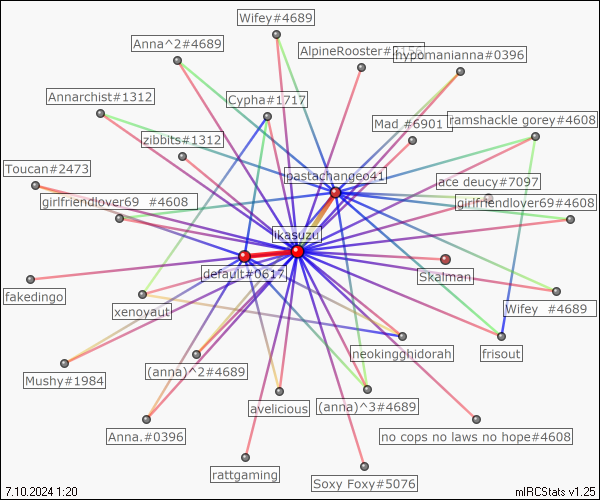 Wifey#4689
Anna^2#4689
AlpineRooster#
hypomanianna#0396
Annarchist#1312
Cypha#1717
zibbits#1312
Mad #6901
ramshackle gorey#4608
Toucan#2473
pastachangeo41
ace deucy#7097
girlfriendlover69 #4608
girlfriendlover69#4608
ikasuzu
default#0617
Skalman
fakedingo
xenoyaut
Wifey #4689
neokingghidorah
frisout
(anna)^2#4689
Mushy#1984
avelicious
(anna)^3#4689
Anna.#0396
no cops no laws no hope#4608
rattgaming
Soxy Foxy#5076
7.10.2024 1:20
mIRCStats v1.25